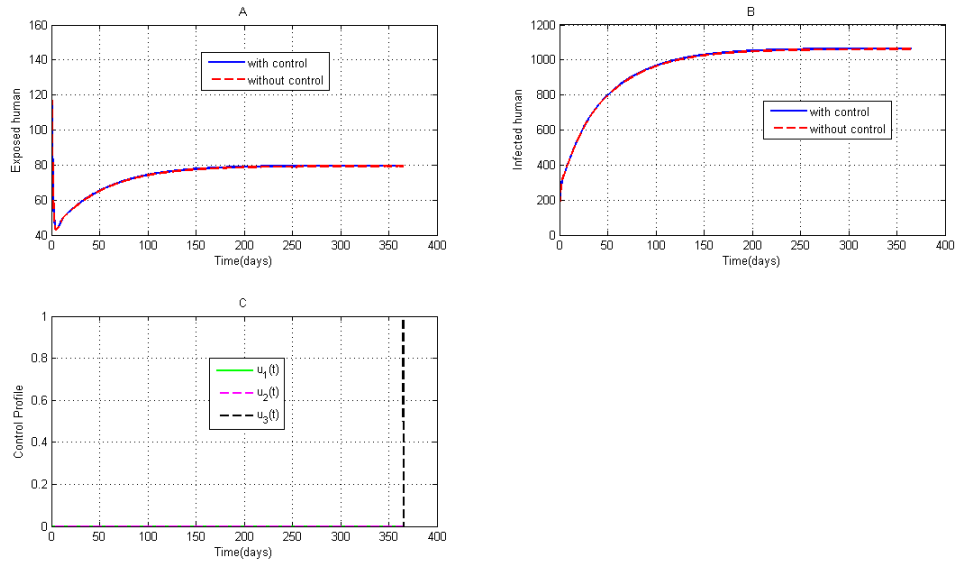 A
160
140
120
100
80
60
40
0
50
100
150
200
250
300
350
400
Exposed human
Time(days)
with control
without control
B
1200
1000
800
600
400
200
0
0
50
100
150
200
250
300
350
400
Infected human
Time(days)
with control
without control
C
1
0.8
0.6
0.4
0.2
0
0
50
100
150
200
250
300
350
400
Control Profile
Time(days)
u_1(t)
u_2(t)
u_3(t)